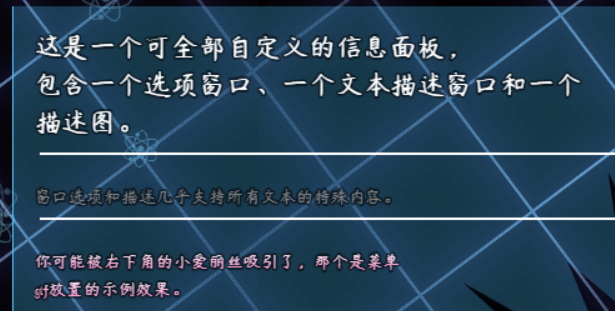 这是一个可全部自定义的信息面板，
包含一个选项窗口、一个文本描述窗口和一个
描述图。
窗口选项和描述几乎支持所有文本的特殊内容。
你可能被右下角的小爱丽丝吸引了，那个是菜单
gif放置的示例效果。